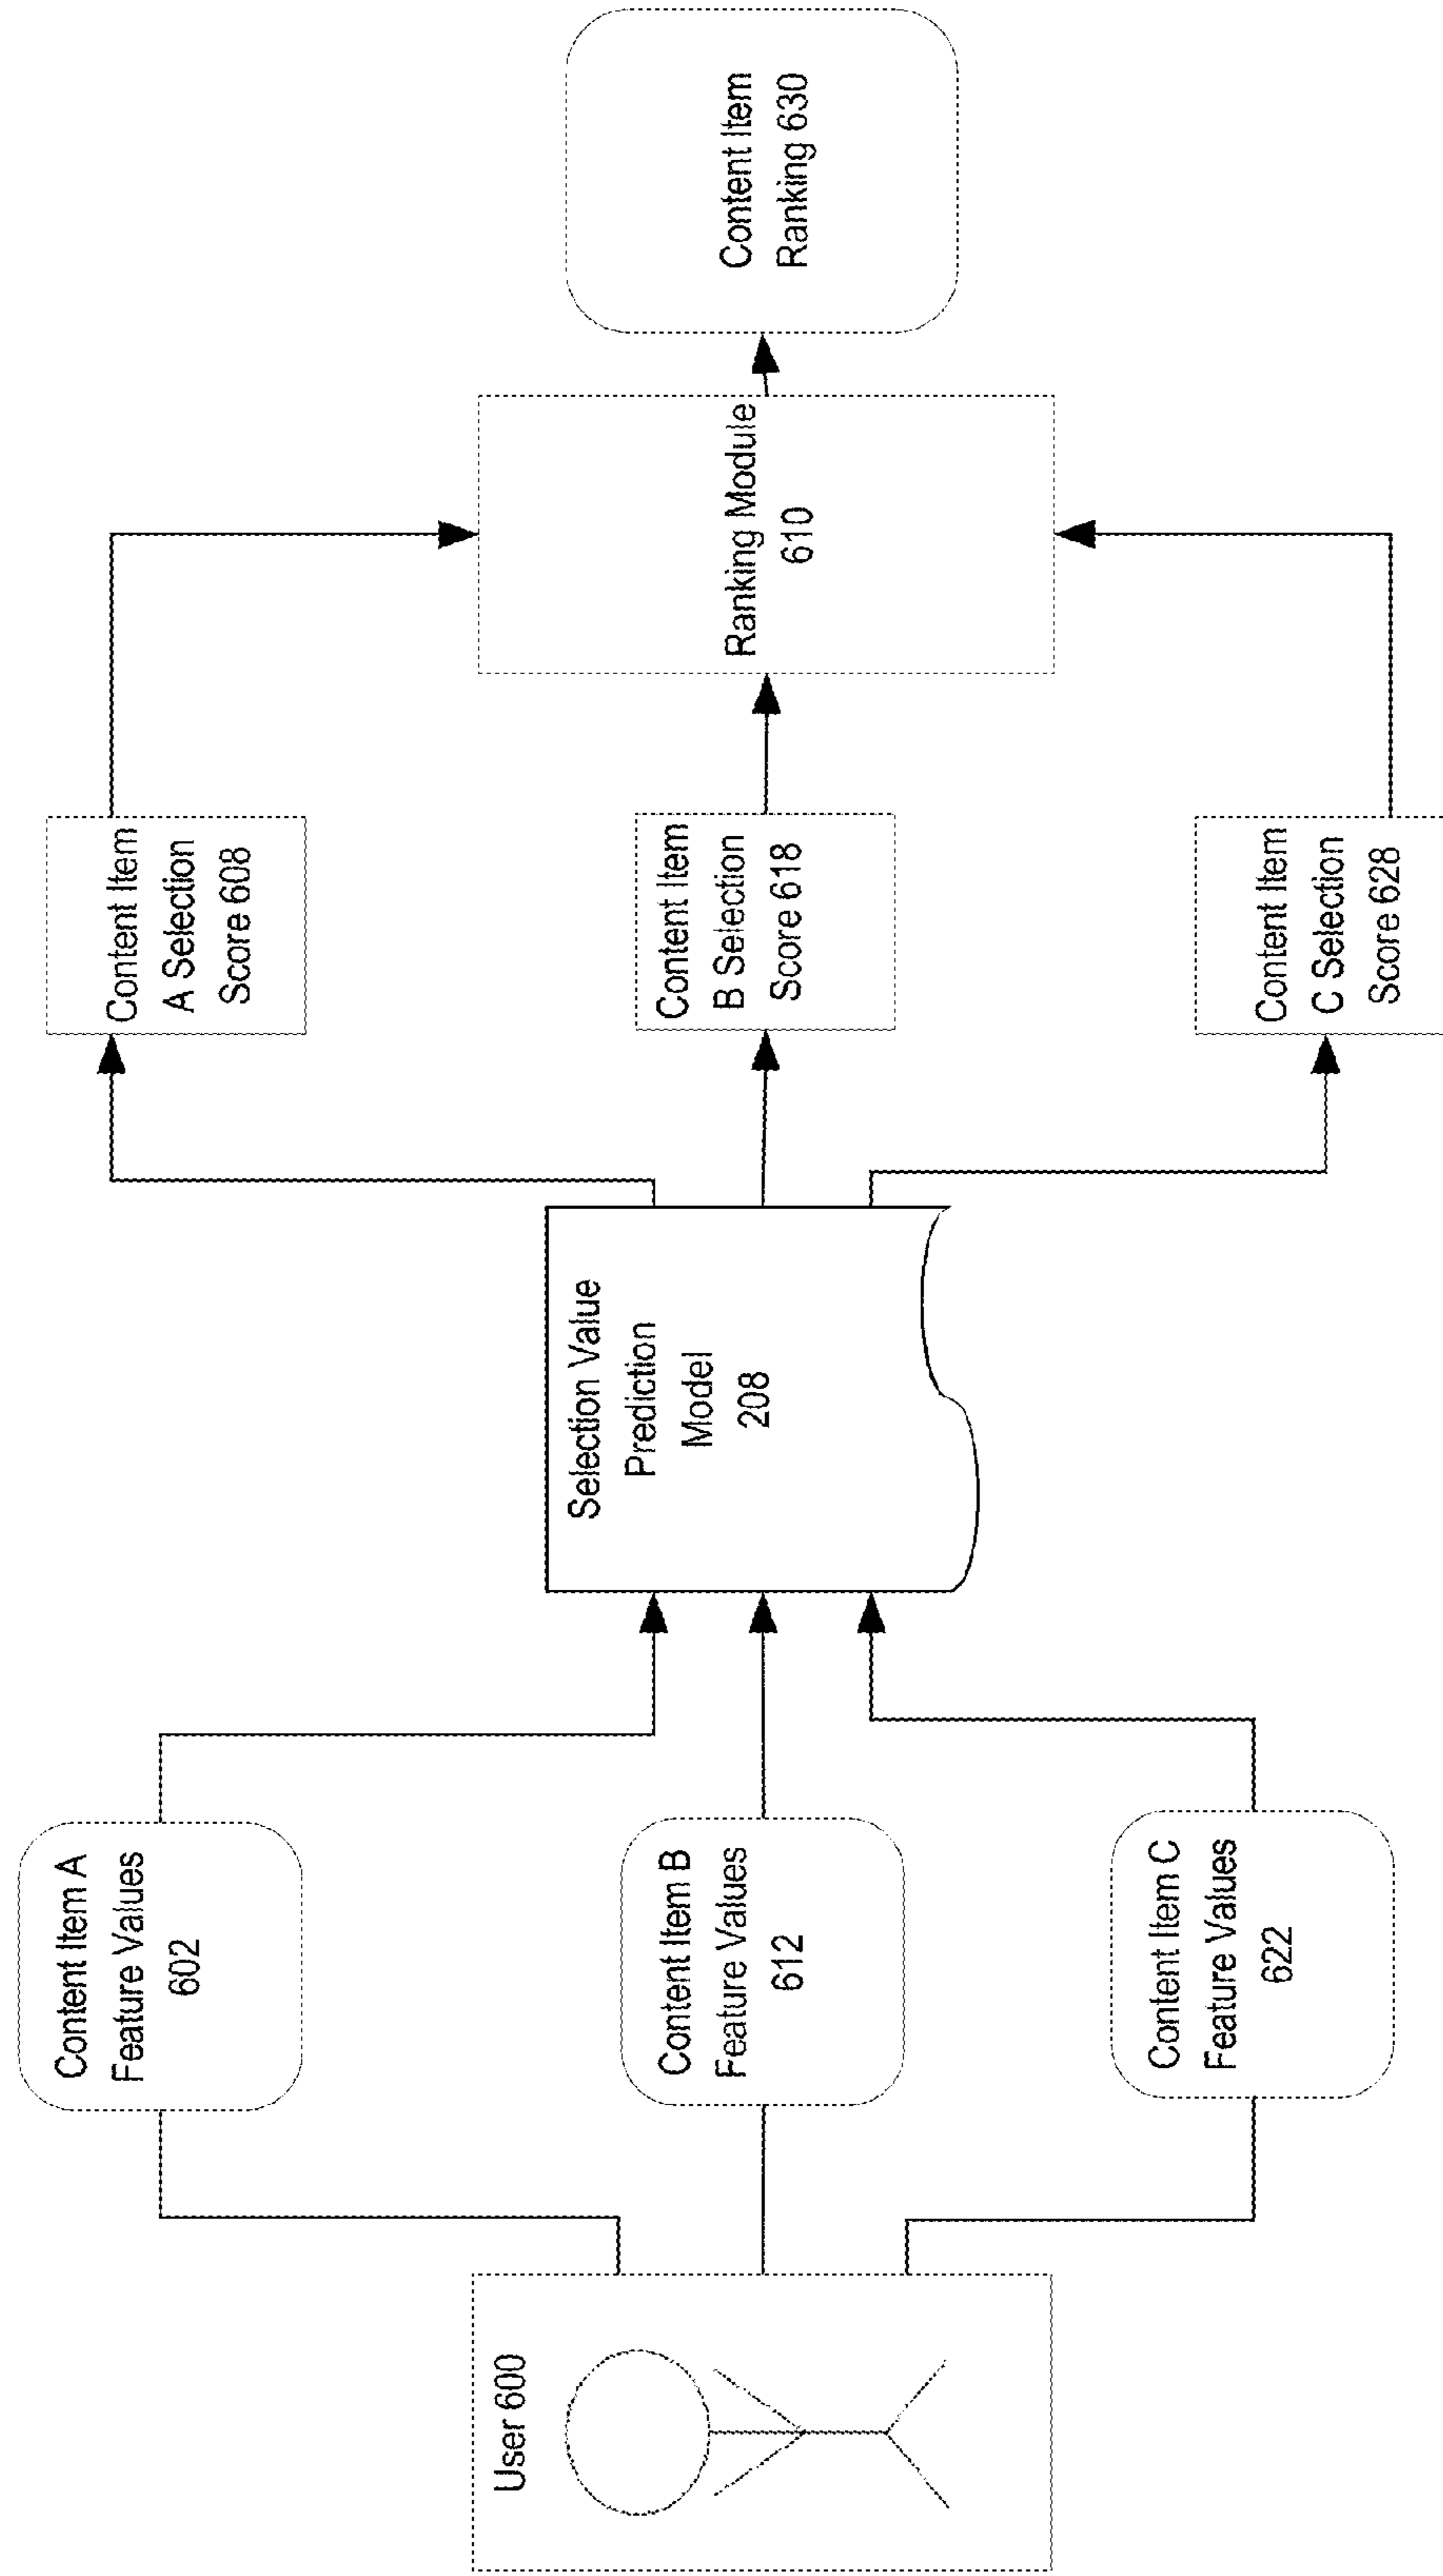 User 600
Content Item A
Feature Values
602
Content Item B
Feature Values
612
Content Item C
Feature Values
622
Selection Value
Prediction
Model
208
Content Item
A Selection
Score 608
Content Item
B Selection
Score 618
Content Item
C Selection
Score 628
Ranking Module
610
Content Item
Ranking 630